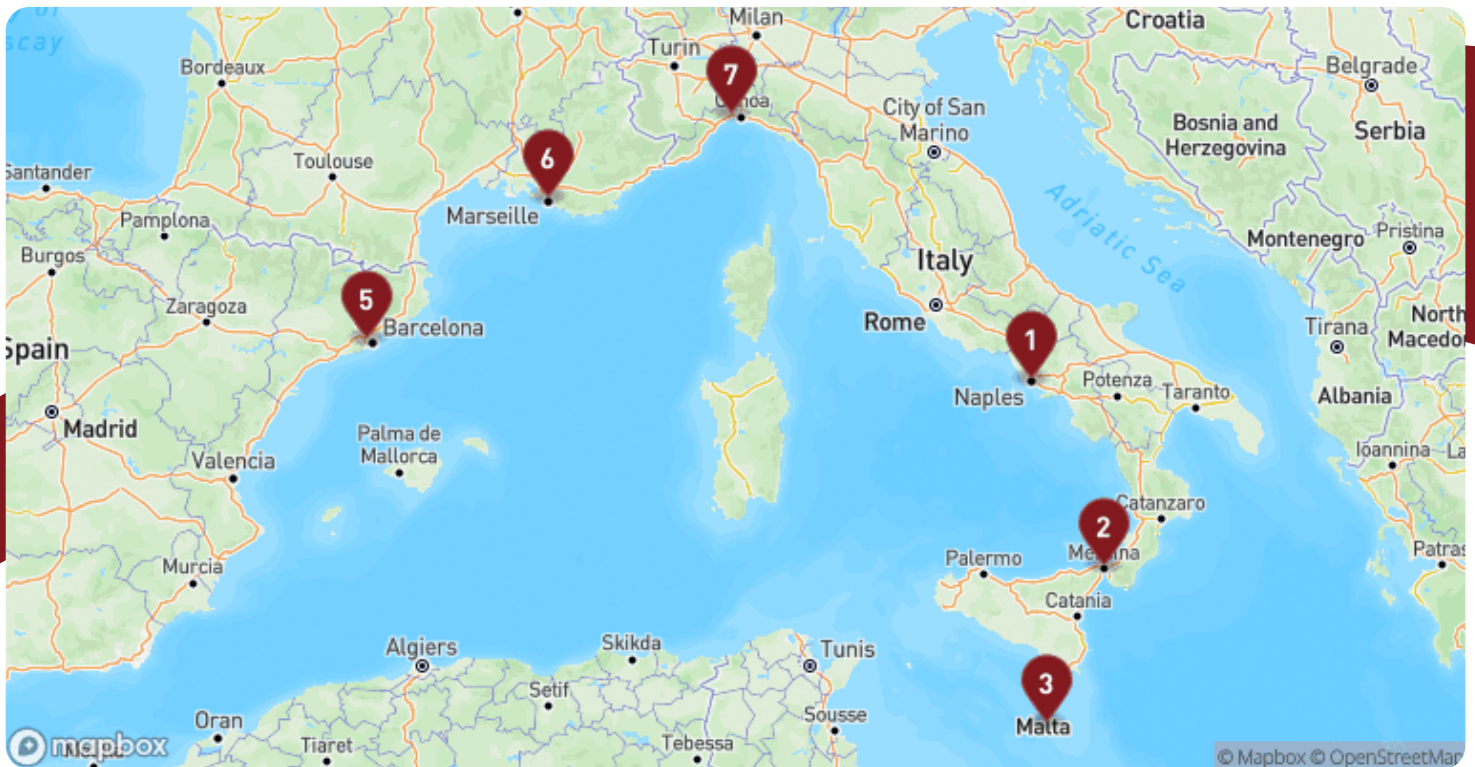 Milan
Croatia
Turin
Bordeaux
Belgrade
7
City of San
Marino
Bosnia and
Herzegovina
Serbia
6
Toulouse
Santander
Marseille
Pamplona
Adriatic Sea
Montenegro
Pristina
Burgos
Italy
Zaragoza
5
Barcelona
Rome
1
Tirana
North
Spain
Naples
Potenza
Taranto
Albania
Madrid
Palma de
Mallorca
Valencia
Ioannina
La
2
Catanzaro
Murcia
Palermo
Patras
Catania
Algiers
Skikda
Tunis
3
Setif
Oran
Sousse
Malta
Tiaret
Tebessa
mapbox
© Mapbox © OpenStreetMap